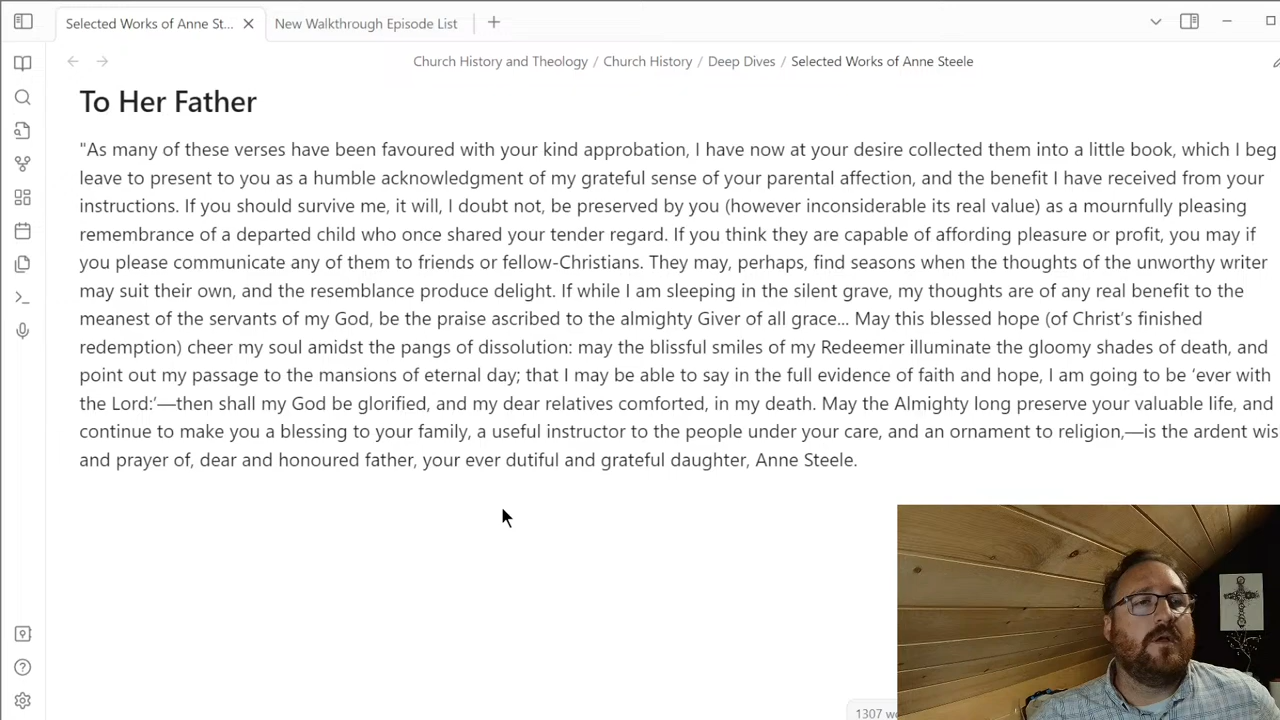 Selected Works of Anne St...
New Walkthrough Episode List
Church History and Theology / Church History / Deep Dives / Selected Works of Anne Steele
To Her Father
"As many of these verses have been favoured with your kind approbation, I have now at your desire collected them into a little book, which I beg
leave to present to you as a humble acknowledgment of my grateful sense of your parental affection, and the benefit I have received from your
instructions. If you should survive me, it will, I doubt not, be preserved by you (however inconsiderable its real value) as a mournfully pleasing
remembrance of a departed child who once shared your tender regard. If you think they are capable of affording pleasure or profit, you may if
you please communicate any of them to friends or fellow-Christians. They may, perhaps, find seasons when the thoughts of the unworthy writer
may suit their own, and the resemblance produce delight. If while I am sleeping in the silent grave, my thoughts are of any real benefit to the
meanest of the servants of my God, be the praise ascribed to the almighty Giver of all grace... May this blessed hope (of Christ's finished
redemption) cheer my soul amidst the pangs of dissolution: may the blissful smiles of my Redeemer illuminate the gloomy shades of death, and
point out my passage to the mansions of eternal day; that I may be able to say in the full evidence of faith and hope, I am going to be ‘ever with
the Lord:’—then shall my God be glorified, and my dear relatives comforted, in my death. May the Almighty long preserve your valuable life, and
continue to make you a blessing to your family, a useful instructor to the people under your care, and an ornament to religion,—is the ardent wis
and prayer of, dear and honoured father, your ever dutiful and grateful daughter, Anne Steele.
1307 w